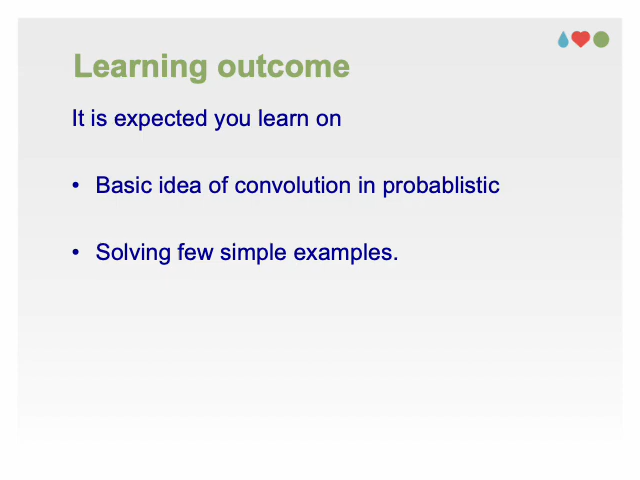 Learning outcome
It is expected you learn on
• Basic idea of convolution in probablistic
• Solving few simple examples.